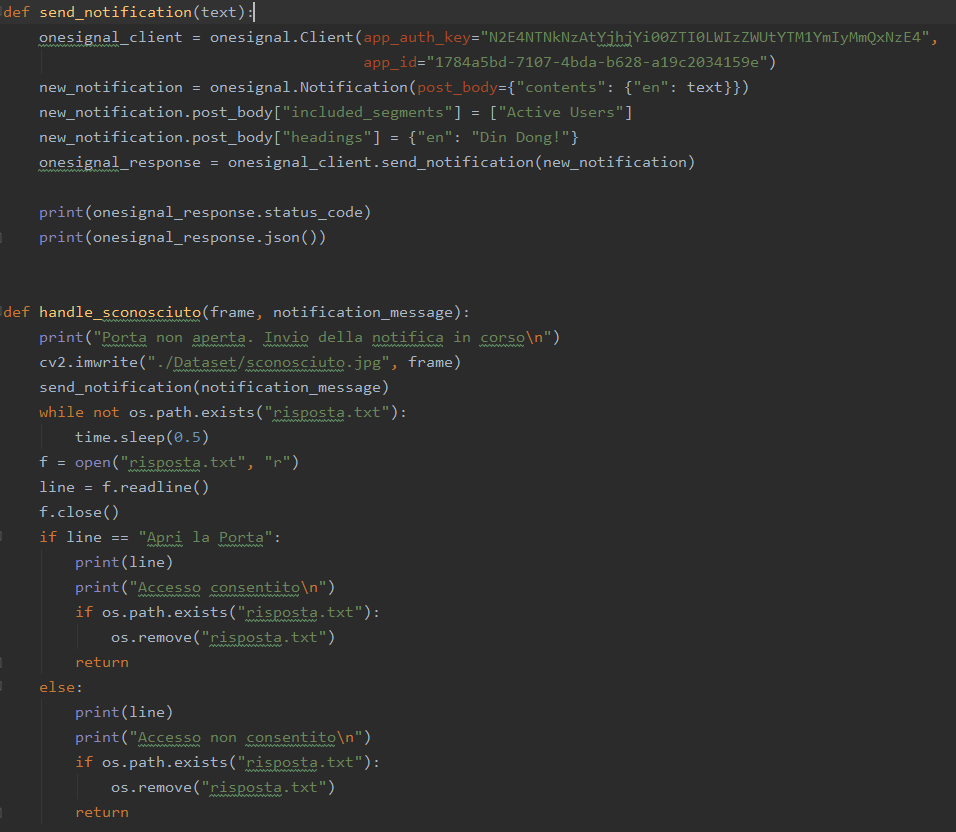 def send_notification(text):
    onesignal_client = onesignal.Client(app_auth_key="N2E4NTNkNzAtYjhjYi00ZTI0LWIzZWUtYTM1YmIyMmQxNzE4",
                                        app_id="1784a5bd-7107-4bda-b628-a19c2034159e")
    new_notification = onesignal.Notification(post_body={"contents": {"en": text}})
    new_notification.post_body["included_segments"] = ["Active Users"]
    new_notification.post_body["headings"] = {"en": "Din Dong!"}
    onesignal_response = onesignal_client.send_notification(new_notification)

    print(onesignal_response.status_code)
    print(onesignal_response.json())


def handle_sconosciuto(frame, notification_message):
    print("Porta non aperta. Invio della notifica in corso\n")
    cv2.imwrite("./Dataset/sconosciuto.jpg", frame)
    send_notification(notification_message)
    while not os.path.exists("risposta.txt"):
        time.sleep(0.5)
    f = open("risposta.txt", "r")
    line = f.readline()
    f.close()
    if line == "Apri la Porta":
        print(line)
        print("Accesso consentito\n")
        if os.path.exists("risposta.txt"):
            os.remove("risposta.txt")
        return
    else:
        print(line)
        print("Accesso non consentito\n")
        if os.path.exists("risposta.txt"):
            os.remove("risposta.txt")
        return